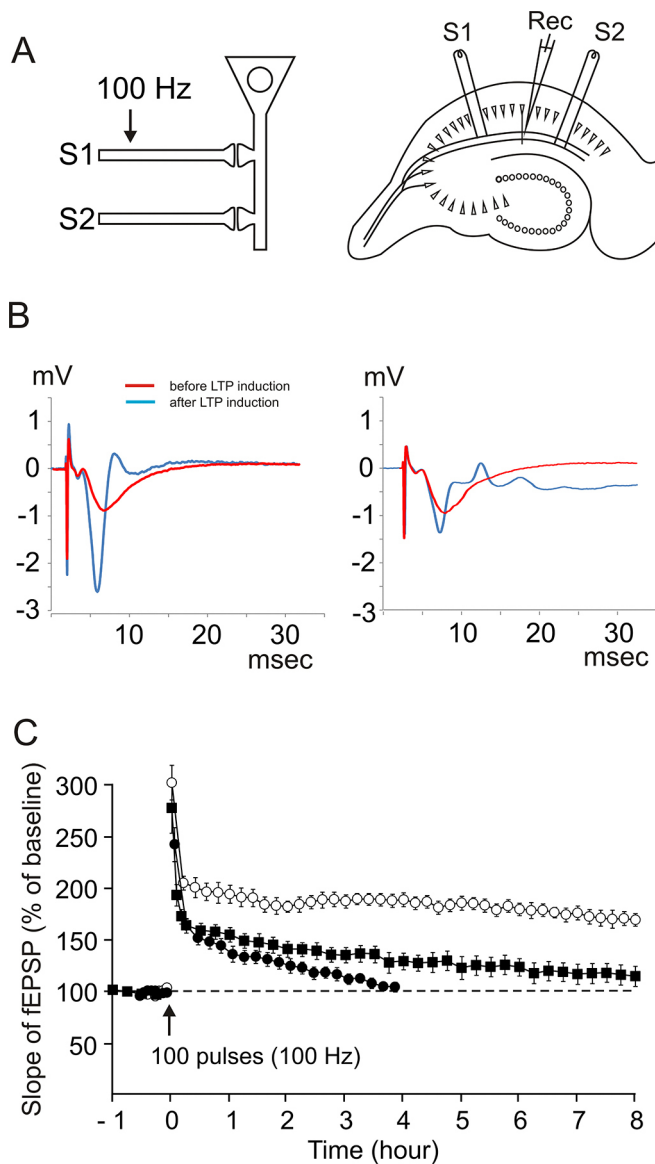 A
100 Hz
S1
S2
S1
Rec
S2
B
mV
1
0
-1
-2
-3
10
20
30
msec
before LTP induction
after LTP induction
mV
1
0
-1
-2
-3
10
20
30
msec
C
Slope of fEPSP (% of baseline)
300
250
200
150
100
50
100 pulses (100 Hz)
- 1
0
1
2
3
4
5
6
7
8
Time (hour)